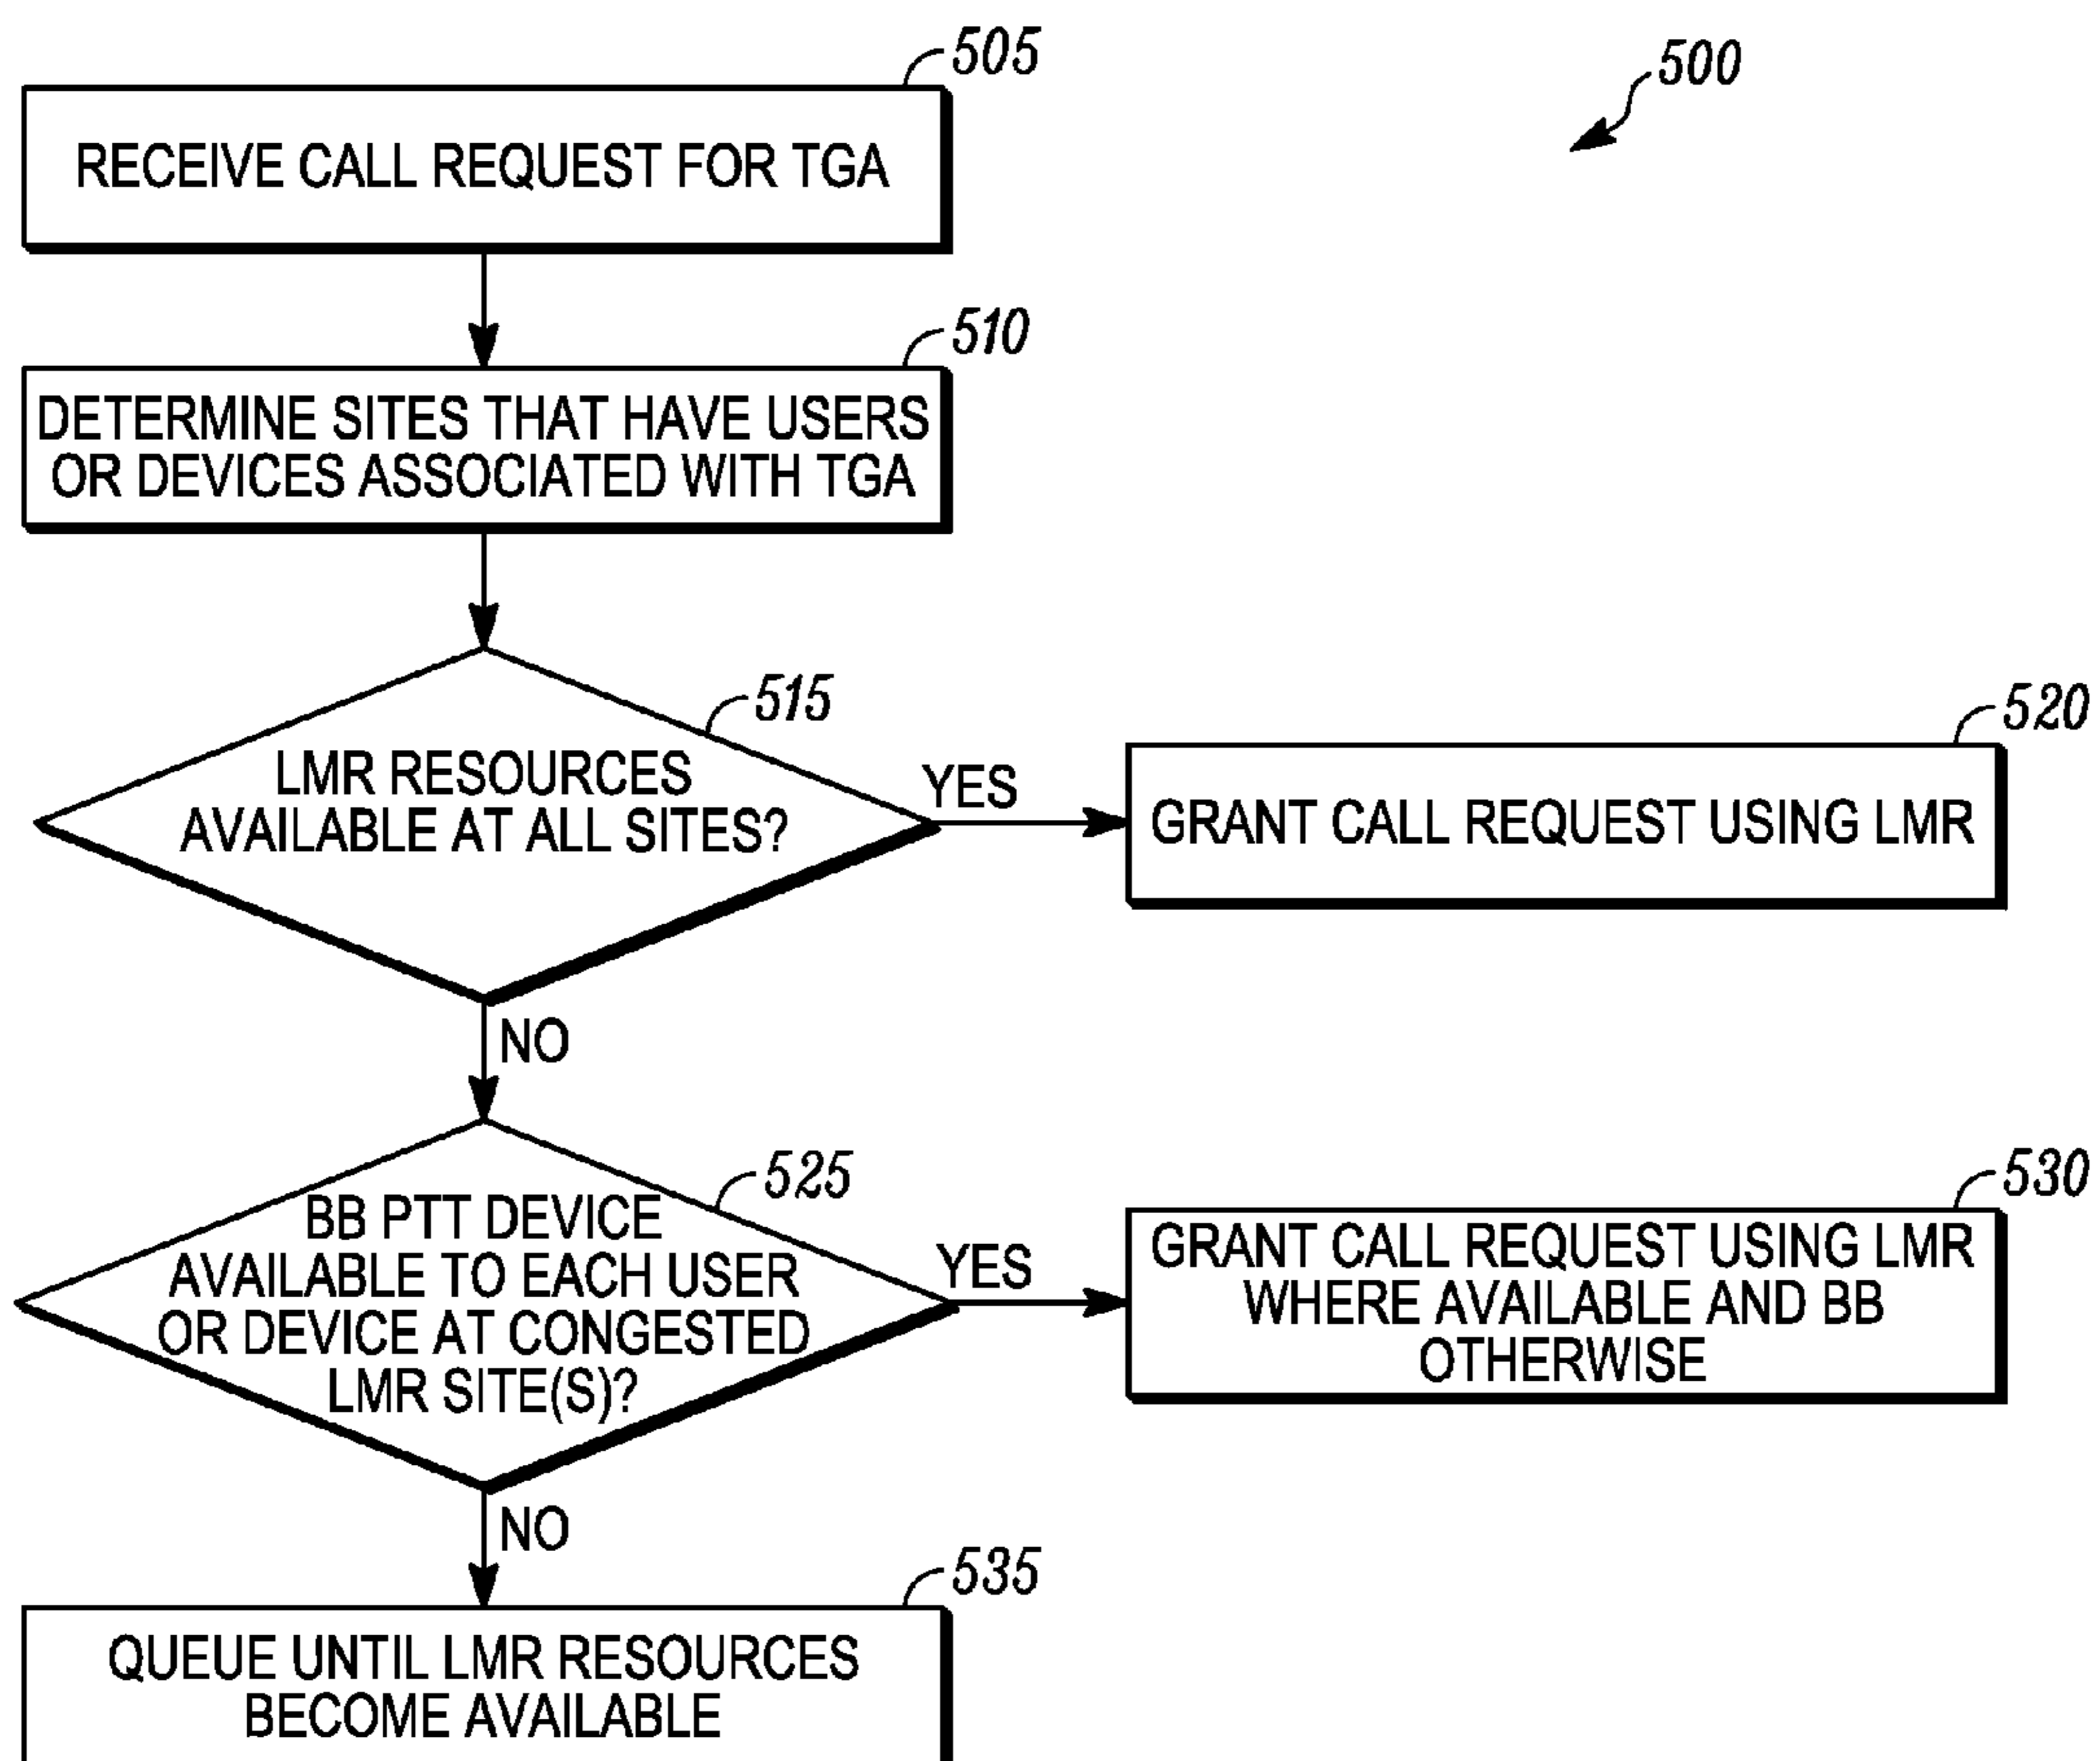 505
500
RECEIVE CALL REQUEST FOR TGA
510
DETERMINE SITES THAT HAVE USERS
OR DEVICES ASSOCIATED WITH TGA
515
LMR RESOURCES
AVAILABLE AT ALL SITES?
YES
520
GRANT CALL REQUEST USING LMR
NO
525
BB PTT DEVICE
AVAILABLE TO EACH USER
OR DEVICE AT CONGESTED
LMR SITE(S)?
YES
530
GRANT CALL REQUEST USING LMR
WHERE AVAILABLE AND BB
OTHERWISE
NO
535
QUEUE UNTIL LMR RESOURCES
BECOME AVAILABLE